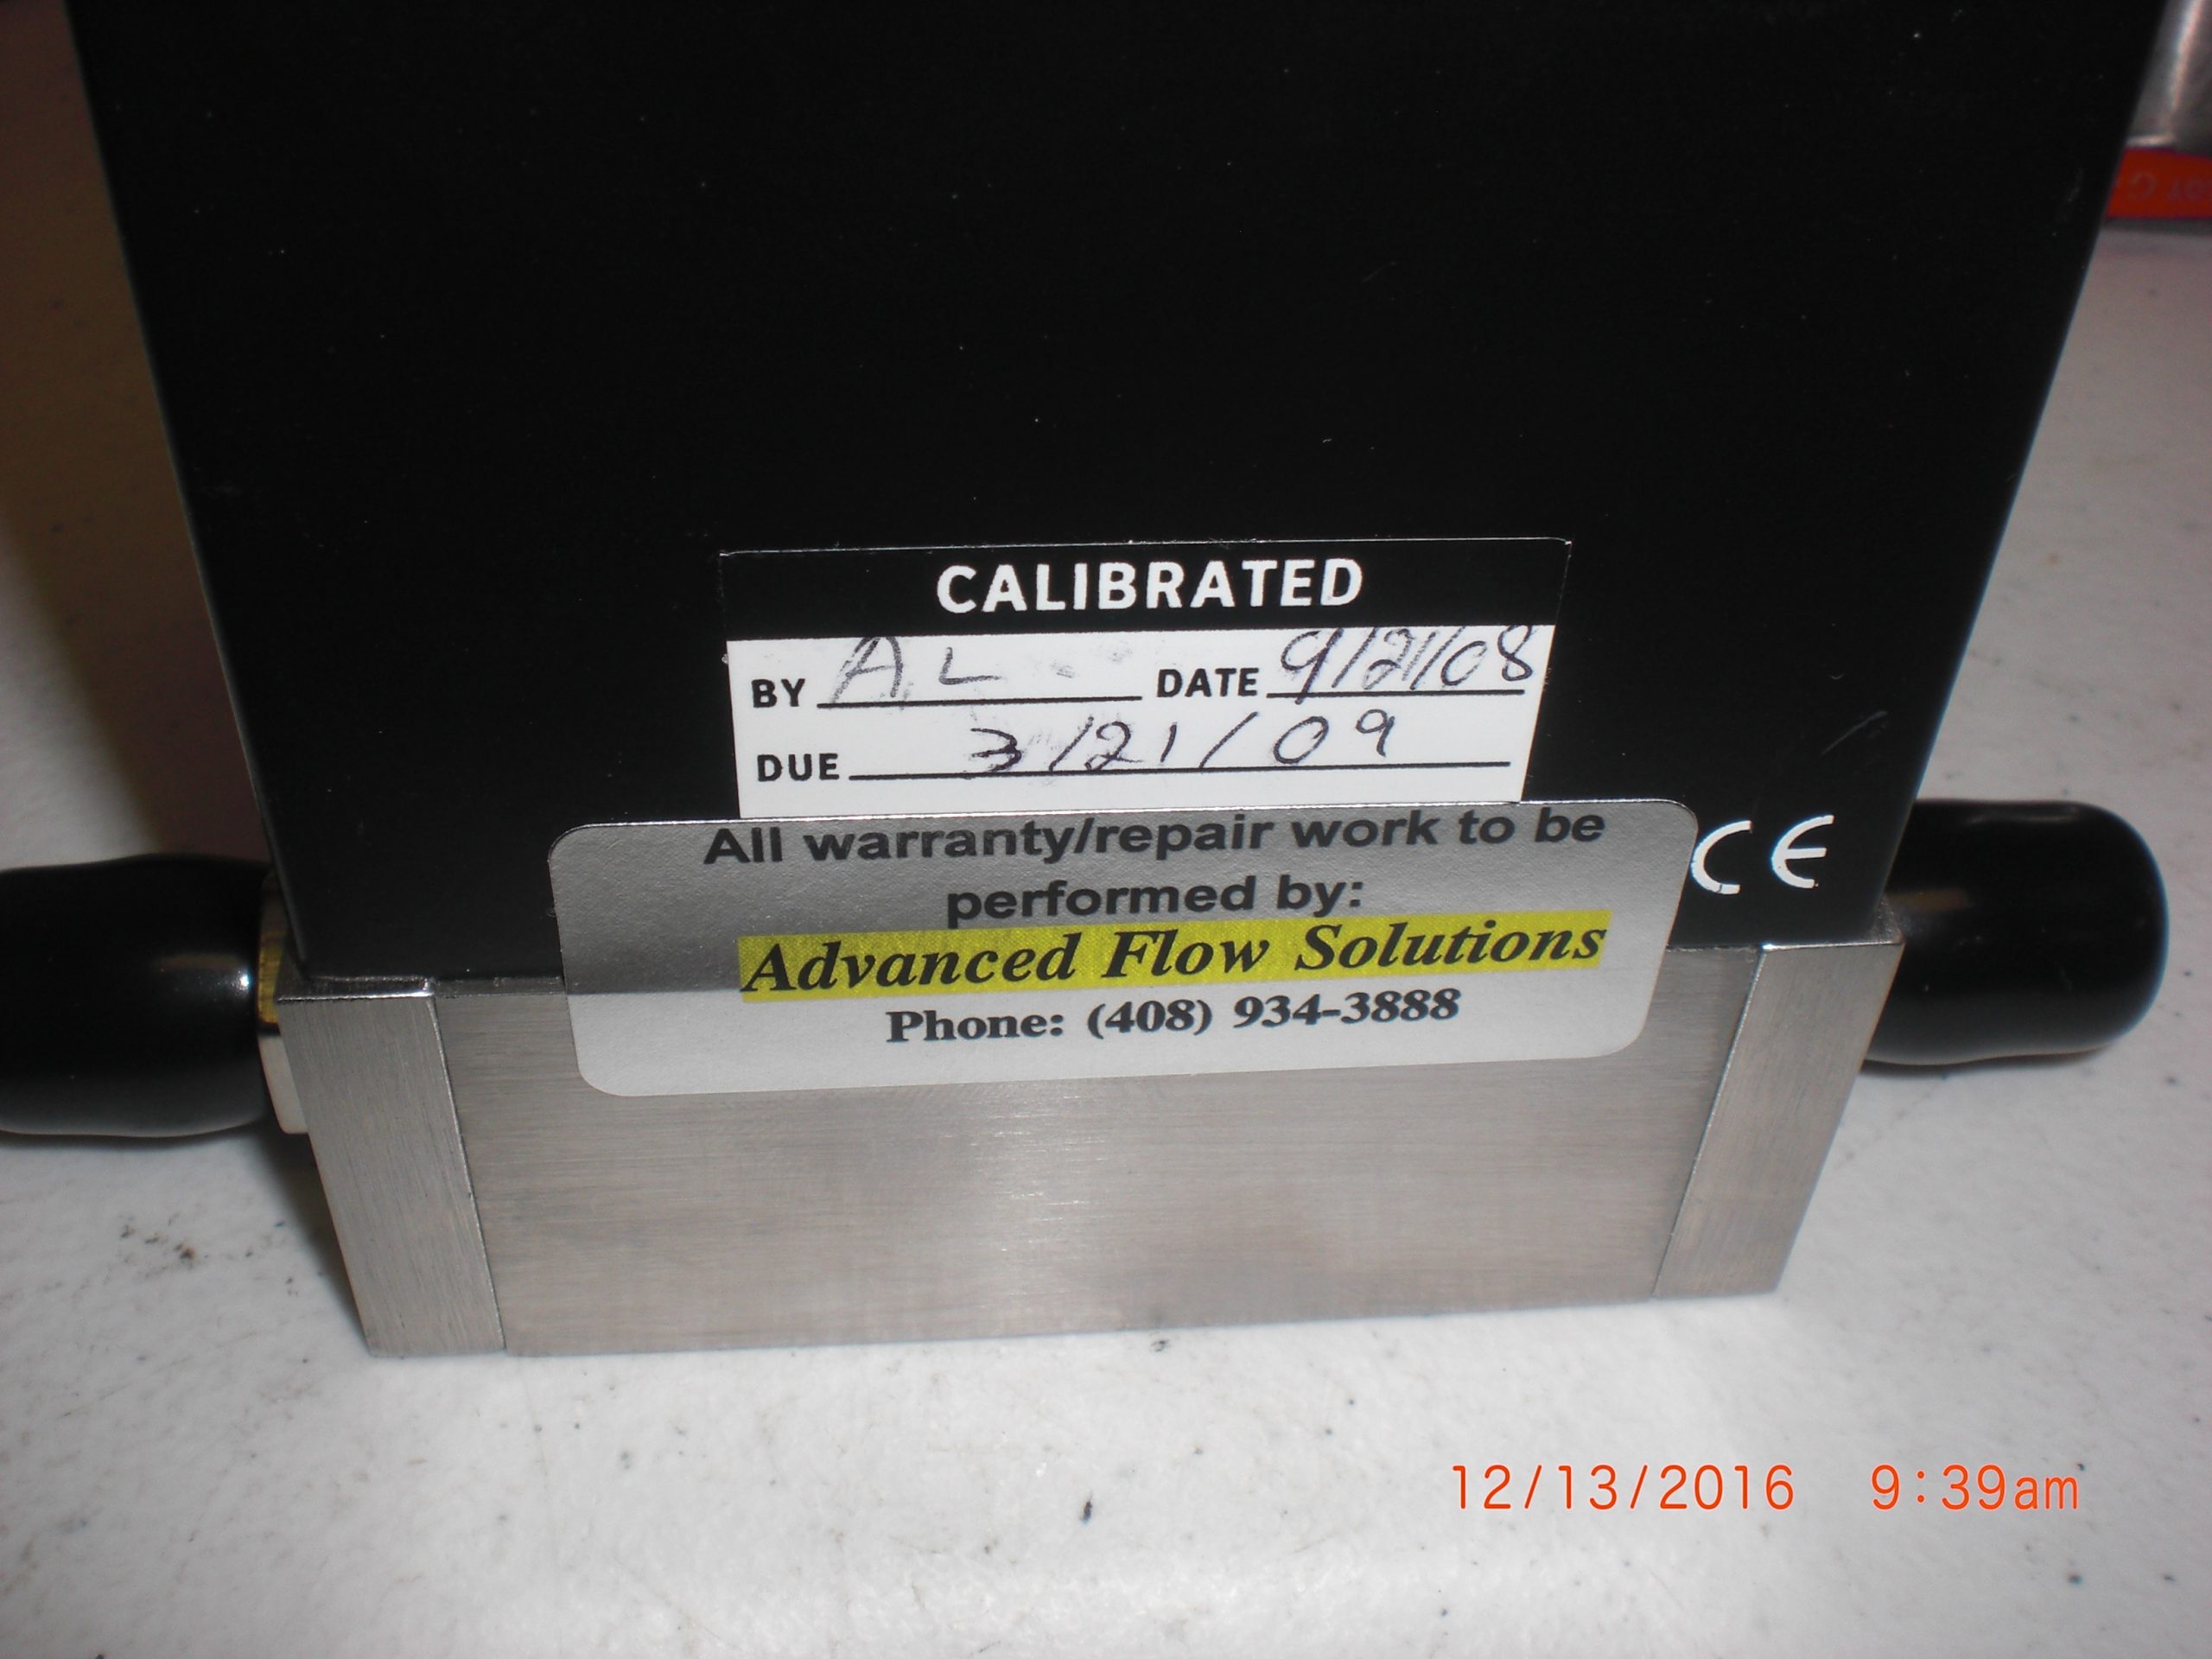 CALIBRATED
BY A.L DATE 9/21/08
DUE 3/21/09
All warranty/repair work to be
performed by:
Advanced Flow Solutions
Phone: (408) 934-3888
CE
12/13/2016 9:39am